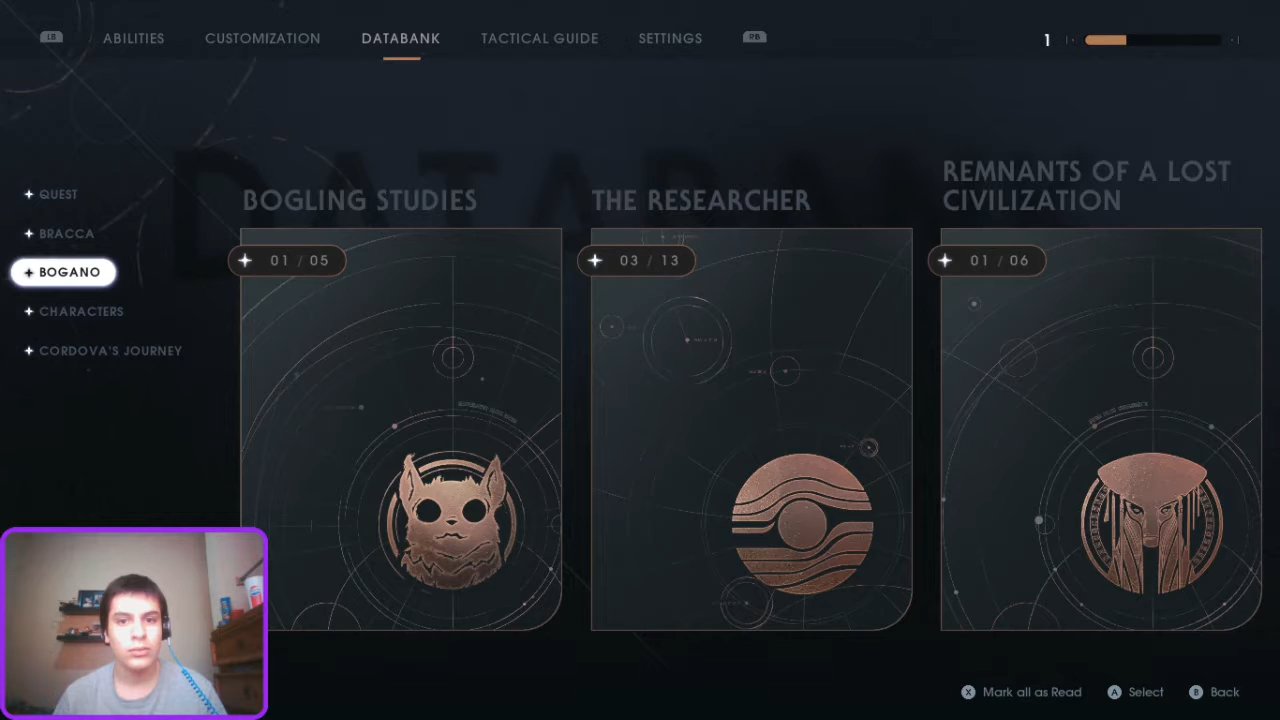 LB
ABILITIES
CUSTOMIZATION
DATABANK
TACTICAL GUIDE
SETTINGS
RB
1
DATABANK
QUEST
BRACCA
BOGANO
CHARACTERS
CORDOVA'S JOURNEY
BOGLING STUDIES
01 / 05
THE RESEARCHER
03 / 13
REMNANTS OF A LOST
CIVILIZATION
01 / 06
X Mark all as Read
A Select
B Back